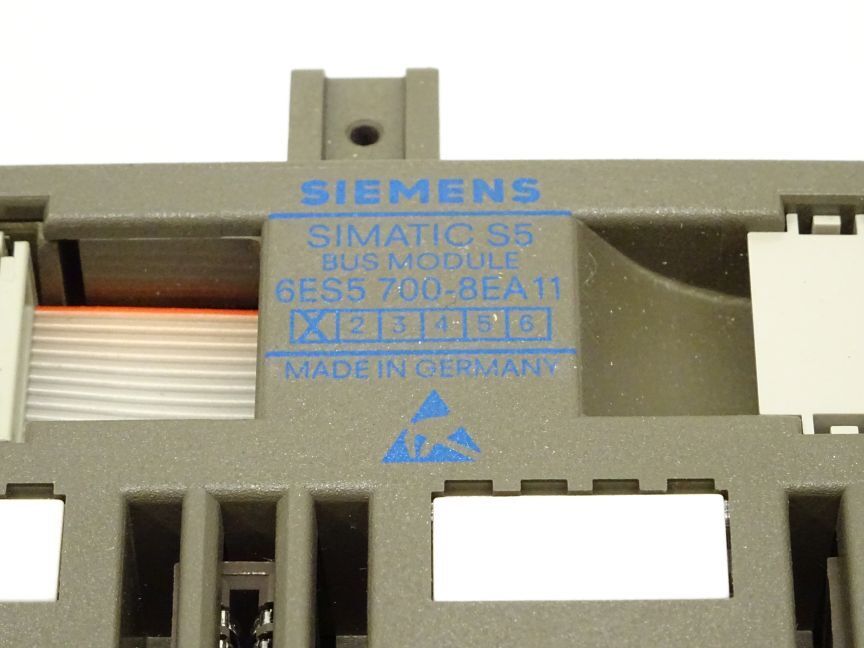 SIEMENS
SIMATIC S5
BUS MODULE
6ES5 700-8EA11
X 2 3 4 5 6
MADE IN GERMANY